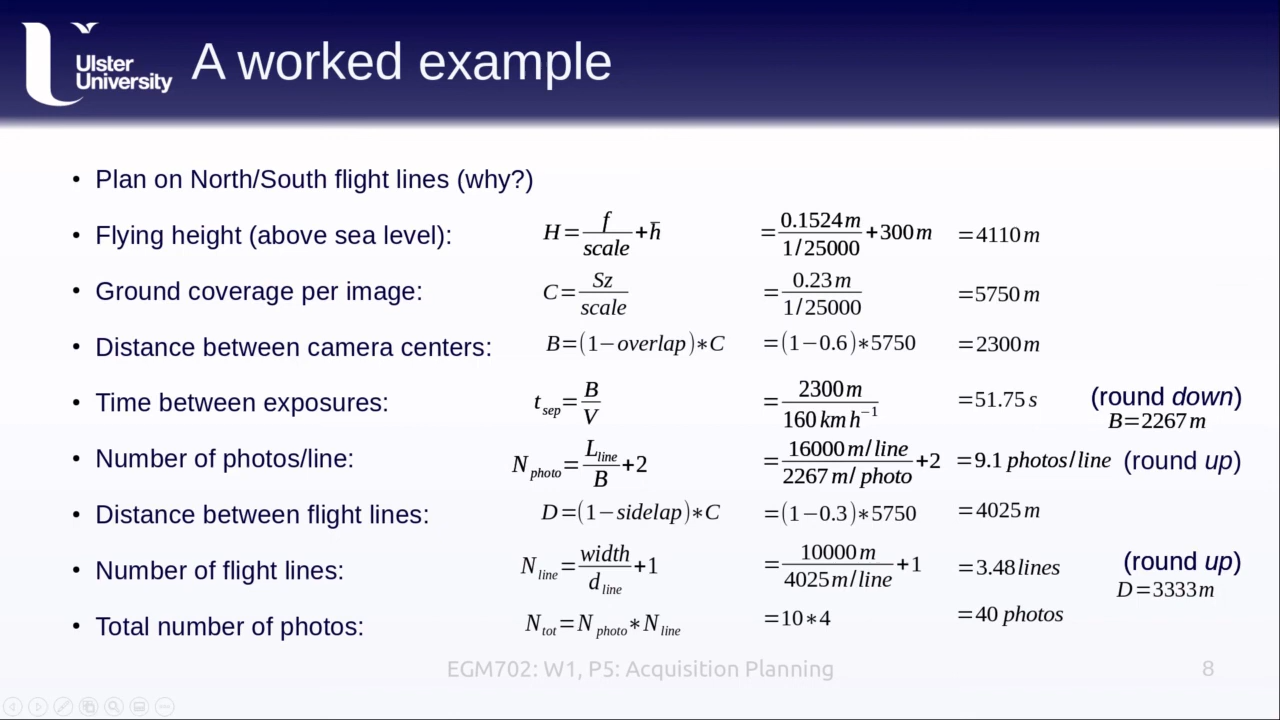 Ulster
University
A worked example
• Plan on North/South flight lines (why?)
• Flying height (above sea level): H = f/scale + h̄ = 0.1524 m / 1/25000 + 300 m = 4110 m
• Ground coverage per image: C = Sz/scale = 0.23 m / 1/25000 = 5750 m
• Distance between camera centers: B=(1−overlap)∗C =(1−0.6)∗5750 =2300 m
• Time between exposures: t_sep = B/V = 2300 m / 160 km h⁻¹ = 51.75 s (round down)
B=2267 m
• Number of photos/line: N_photo = L_line/B + 2 = 16000 m/line / 2267 m/photo + 2 = 9.1 photos/line (round up)
• Distance between flight lines: D=(1−sidelap)∗C =(1−0.3)∗5750 =4025 m
• Number of flight lines: N_line = width/d_line + 1 = 10000 m / 4025 m/line + 1 = 3.48 lines (round up)
D=3333 m
• Total number of photos: N_tot = N_photo ∗ N_line =10∗4 =40 photos
EGM702: W1, P5: Acquisition Planning 8